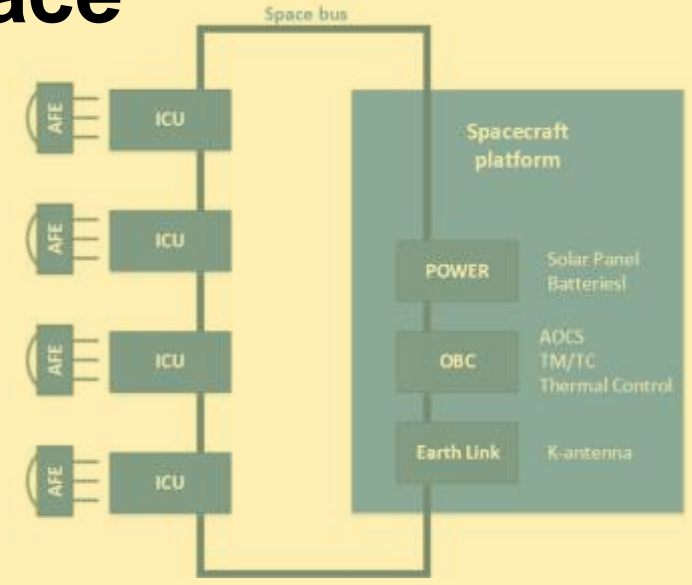 Space bus
AFE
ICU
AFE
ICU
AFE
ICU
AFE
ICU
Spacecraft
platform
POWER
Solar Panel
Batteriesl
OBC
AOCS
TM/TC
Thermal Control
Earth Link
K-antenna